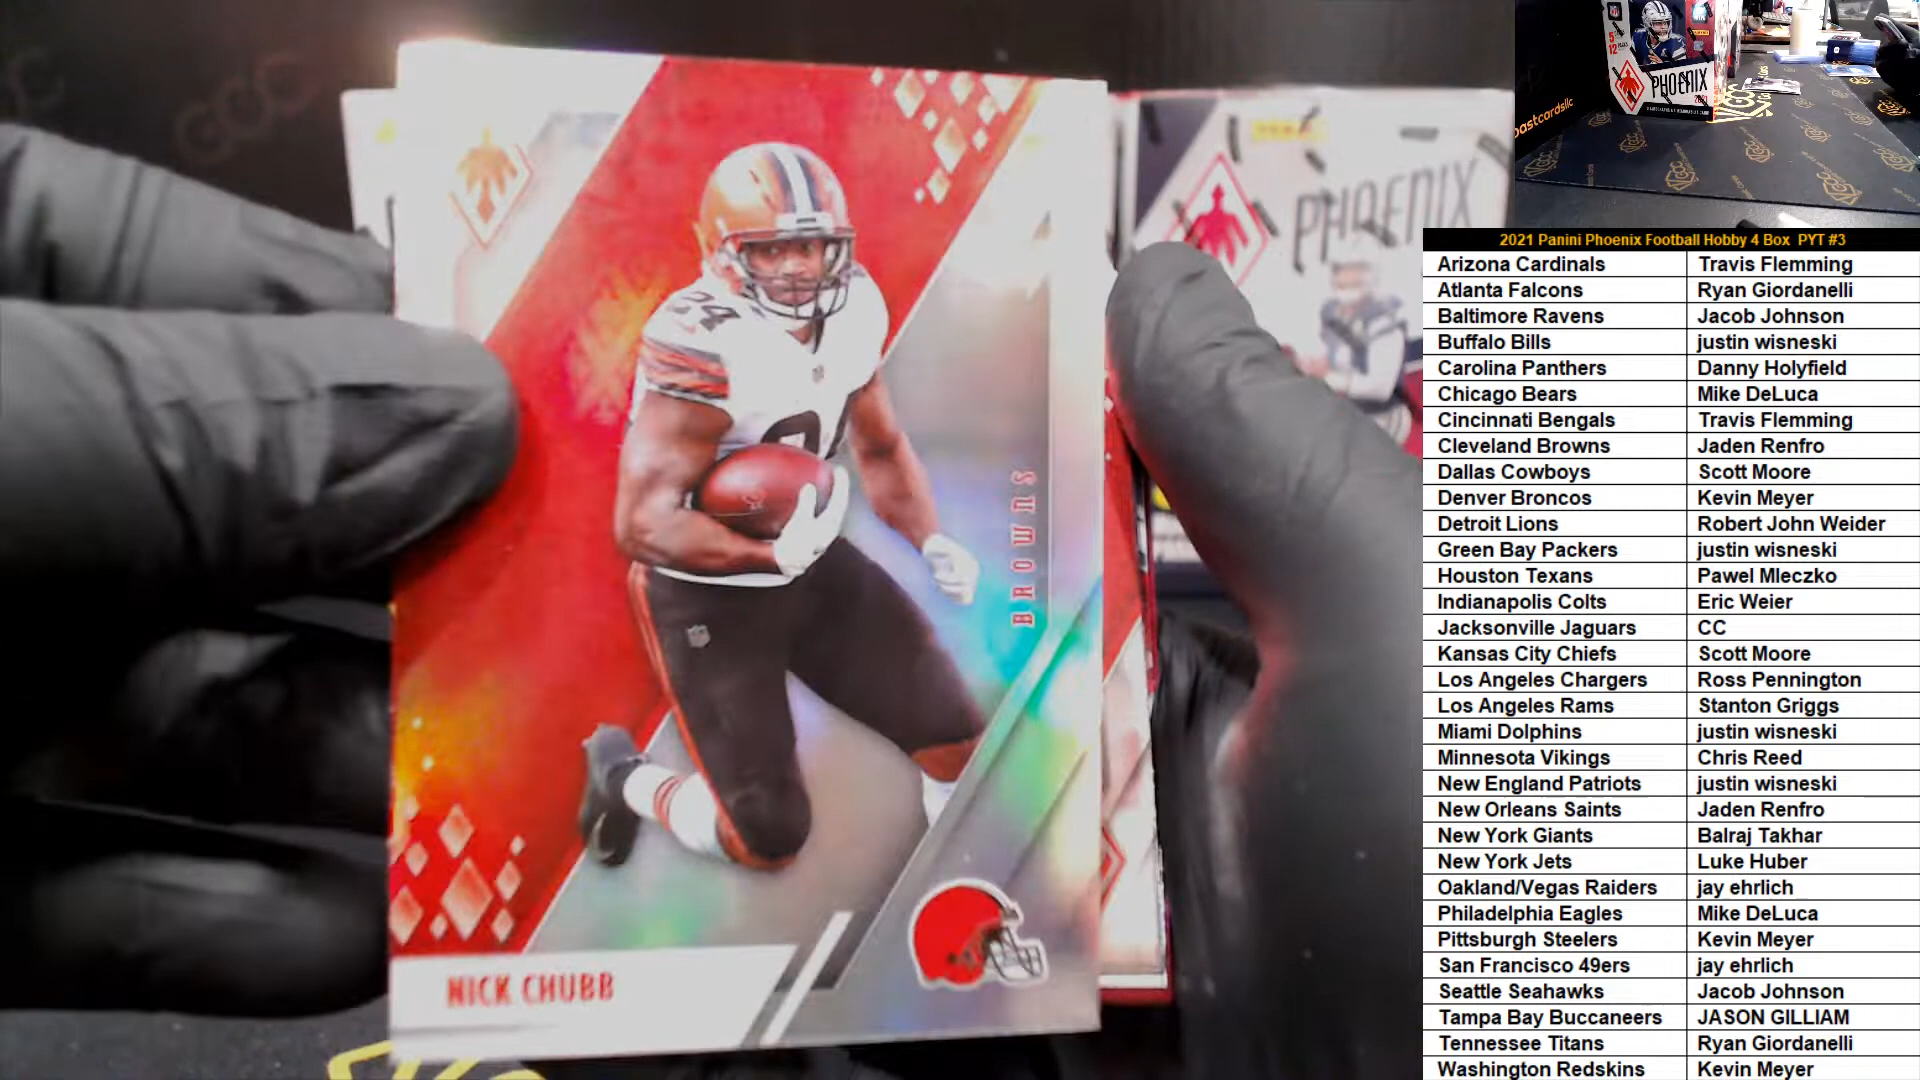 24
BROWNS
NICK CHUBB
PHOENIX
PHOENIX
2021
oastcardsllc
2021 Panini Phoenix Football Hobby 4 Box PYT #3
Arizona Cardinals Travis Flemming
Atlanta Falcons Ryan Giordanelli
Baltimore Ravens Jacob Johnson
Buffalo Bills justin wisneski
Carolina Panthers Danny Holyfield
Chicago Bears Mike DeLuca
Cincinnati Bengals Travis Flemming
Cleveland Browns Jaden Renfro
Dallas Cowboys Scott Moore
Denver Broncos Kevin Meyer
Detroit Lions Robert John Weider
Green Bay Packers justin wisneski
Houston Texans Pawel Mleczko
Indianapolis Colts Eric Weier
Jacksonville Jaguars CC
Kansas City Chiefs Scott Moore
Los Angeles Chargers Ross Pennington
Los Angeles Rams Stanton Griggs
Miami Dolphins justin wisneski
Minnesota Vikings Chris Reed
New England Patriots justin wisneski
New Orleans Saints Jaden Renfro
New York Giants Balraj Takhar
New York Jets Luke Huber
Oakland/Vegas Raiders jay ehrlich
Philadelphia Eagles Mike DeLuca
Pittsburgh Steelers Kevin Meyer
San Francisco 49ers jay ehrlich
Seattle Seahawks Jacob Johnson
Tampa Bay Buccaneers JASON GILLIAM
Tennessee Titans Ryan Giordanelli
Washington Redskins Kevin Meyer